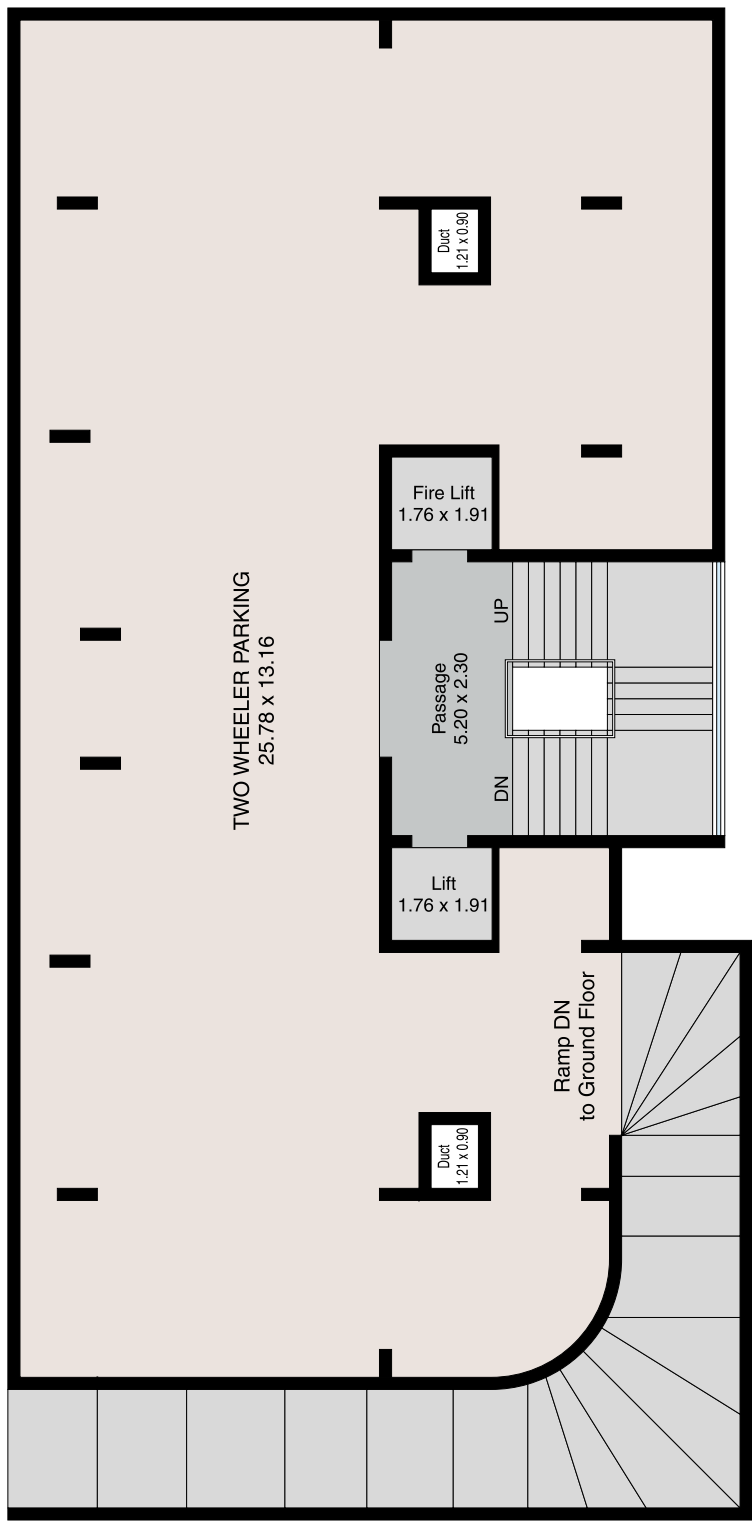 Duct
1.21 x 0.90
Fire Lift
1.76 x 1.91
TWO WHEELER PARKING
25.78 x 13.16
UP
Passage
5.20 x 2.30
DN
Lift
1.76 x 1.91
Ramp DN
to Ground Floor
Duct
1.21 x 0.90